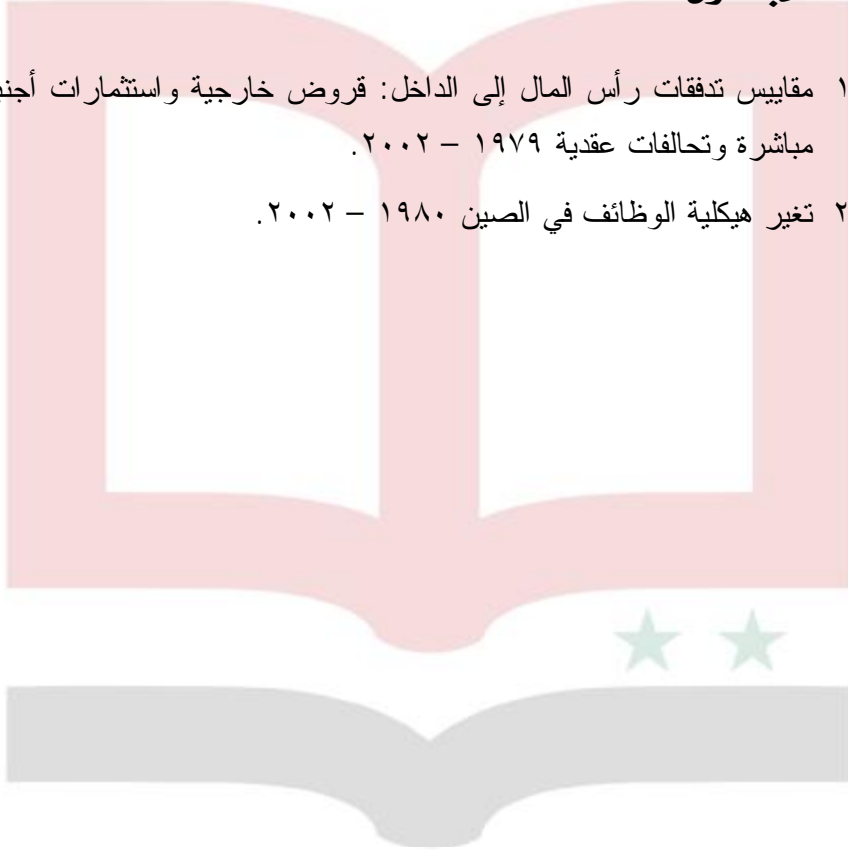 ١ مقاييس تدفقات رأس المال إلى الداخل: قروض خارجية واستثمارات
مباشرة وتحالفات عقدية ١٩٧٩ – ٢٠٠٢.
٢ تغير هيكلية الوظائف في الصين ١٩٨٠ – ٢٠٠٢.